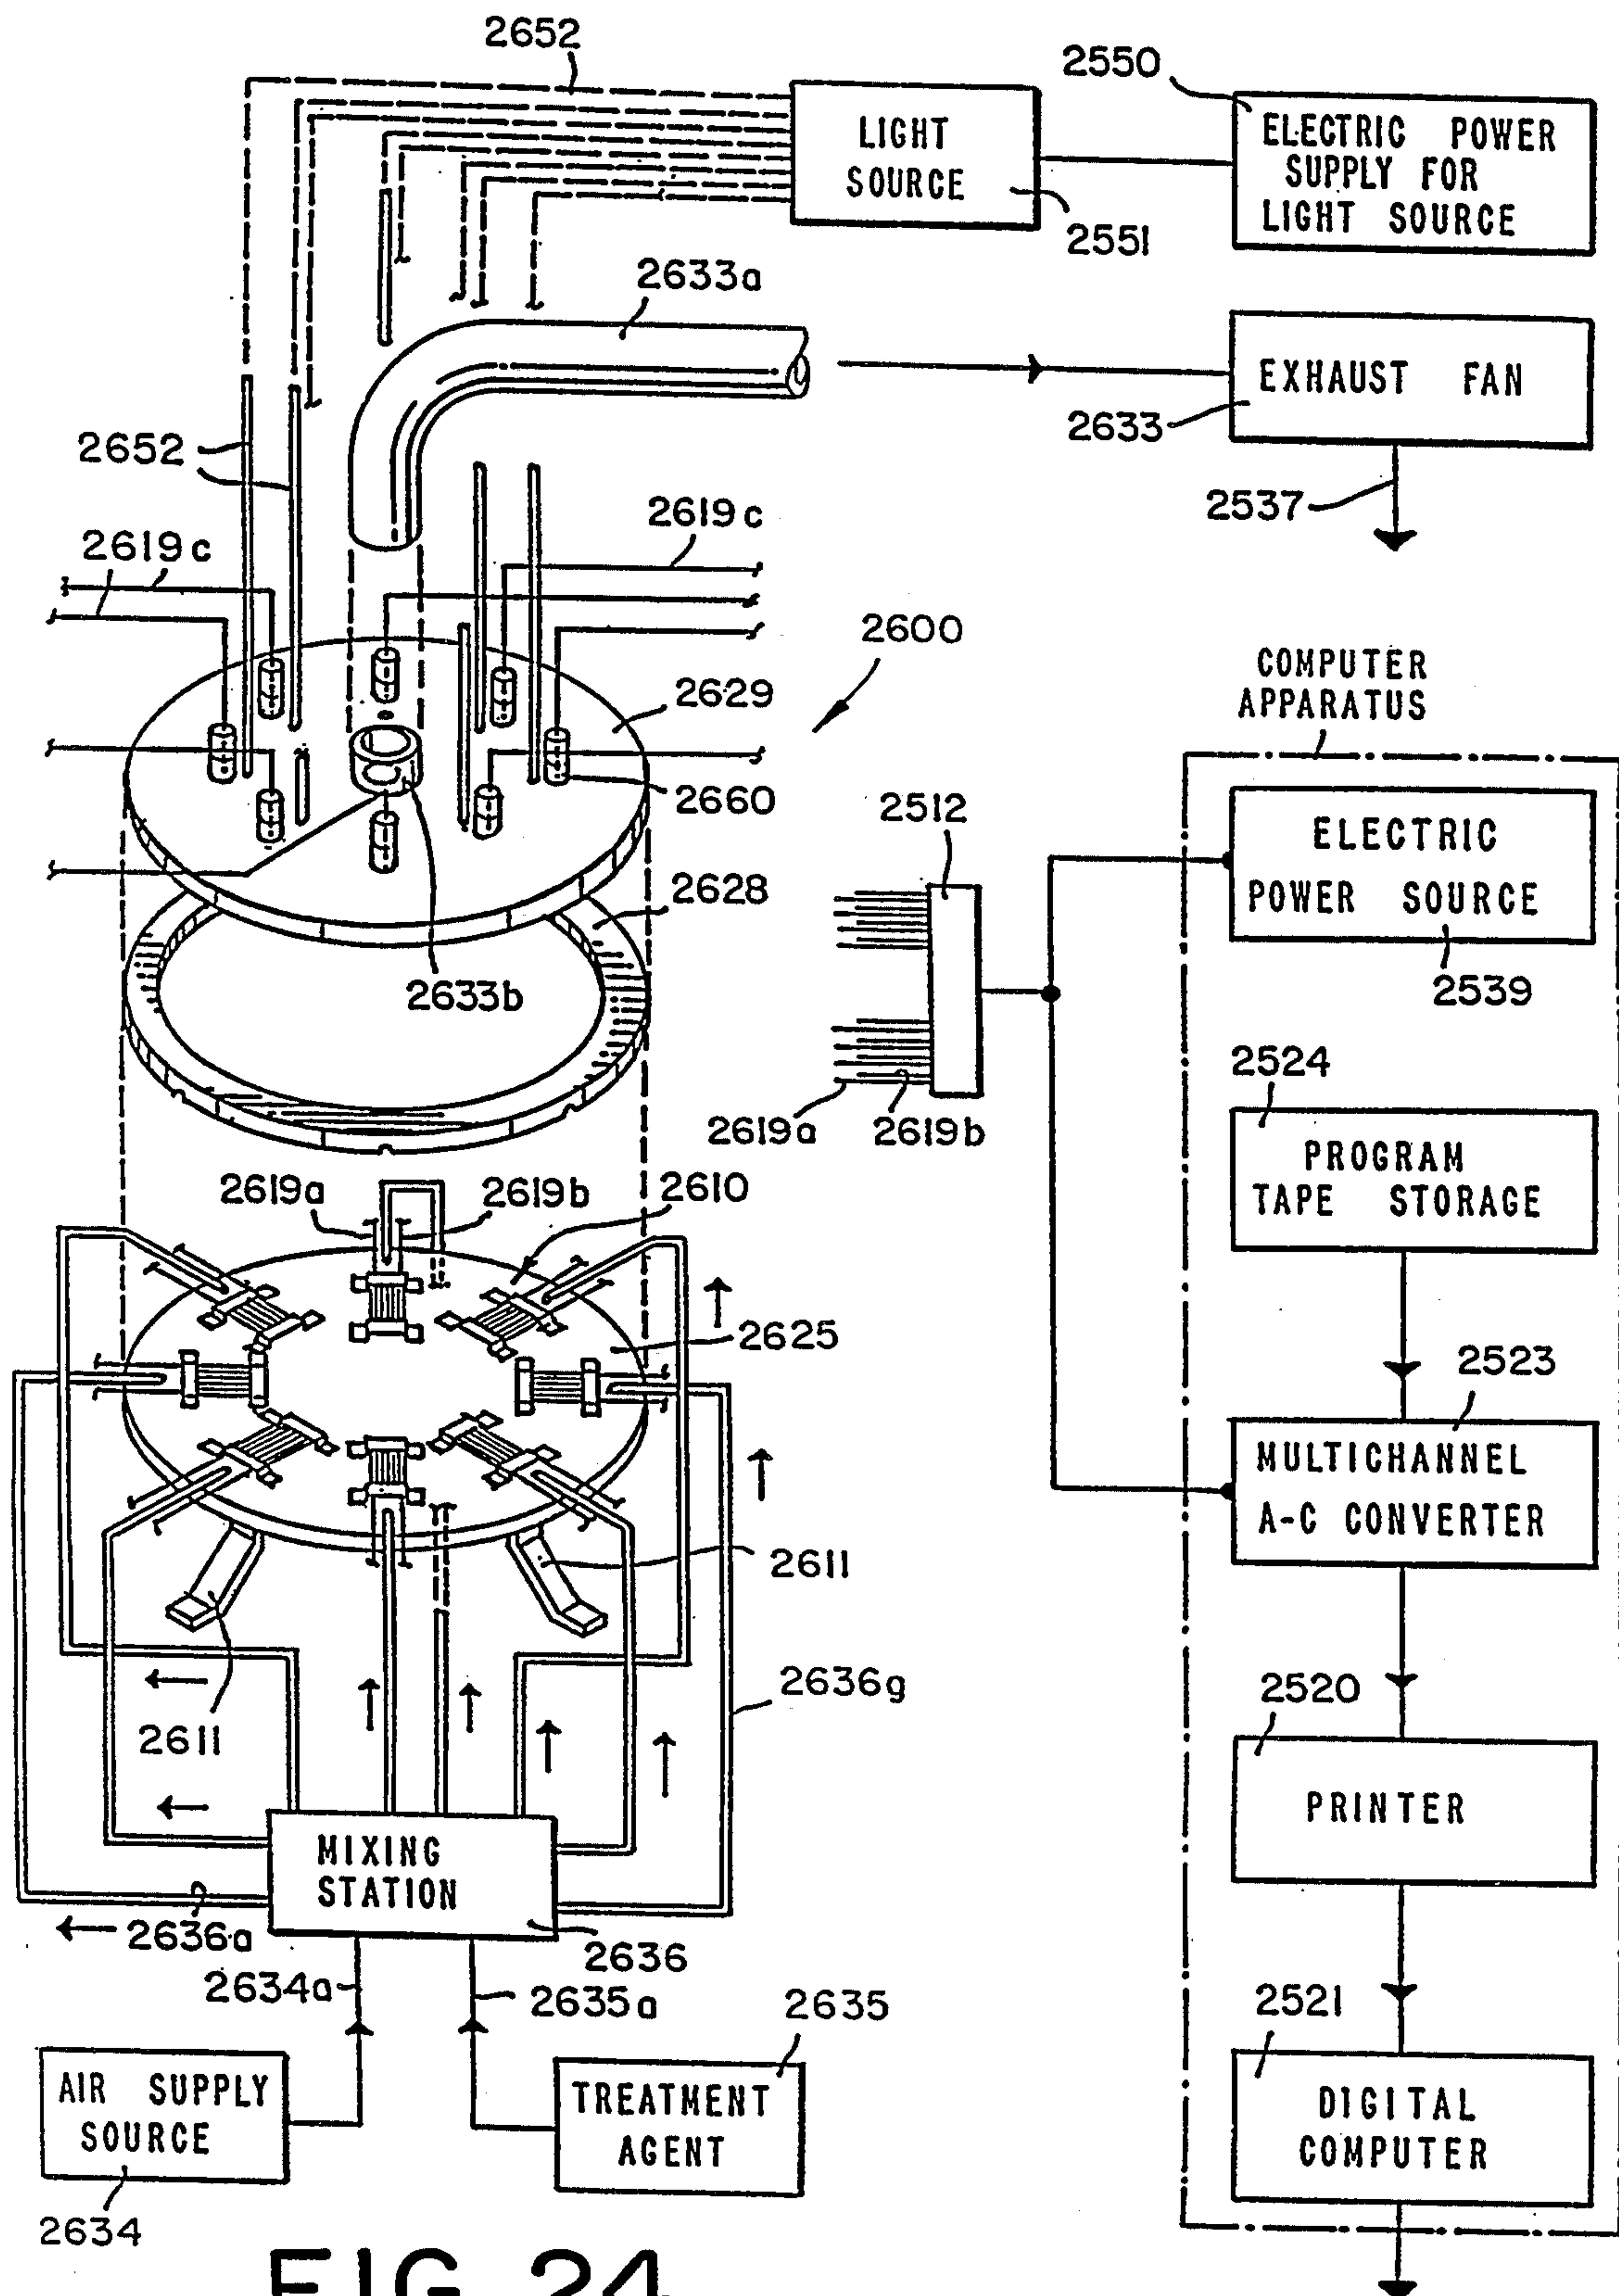 2652
2550
LIGHT
SOURCE
ELECTRIC POWER
SUPPLY FOR
LIGHT SOURCE
2551
2633a
EXHAUST FAN
2633
2652
2537
2619c
2619c
2600
COMPUTER
APPARATUS
2629
2660
2512
ELECTRIC
POWER SOURCE
2628
2633b
2539
2524
2619a
2619b
PROGRAM
TAPE STORAGE
2619a
2619b
2610
2625
2523
MULTICHANNEL
A-C CONVERTER
2611
2636g
2520
2611
PRINTER
MIXING
STATION
2636a
2636
2634a
2635a
2635
2521
AIR SUPPLY
SOURCE
TREATMENT
AGENT
DIGITAL
COMPUTER
2634
FIG. 24